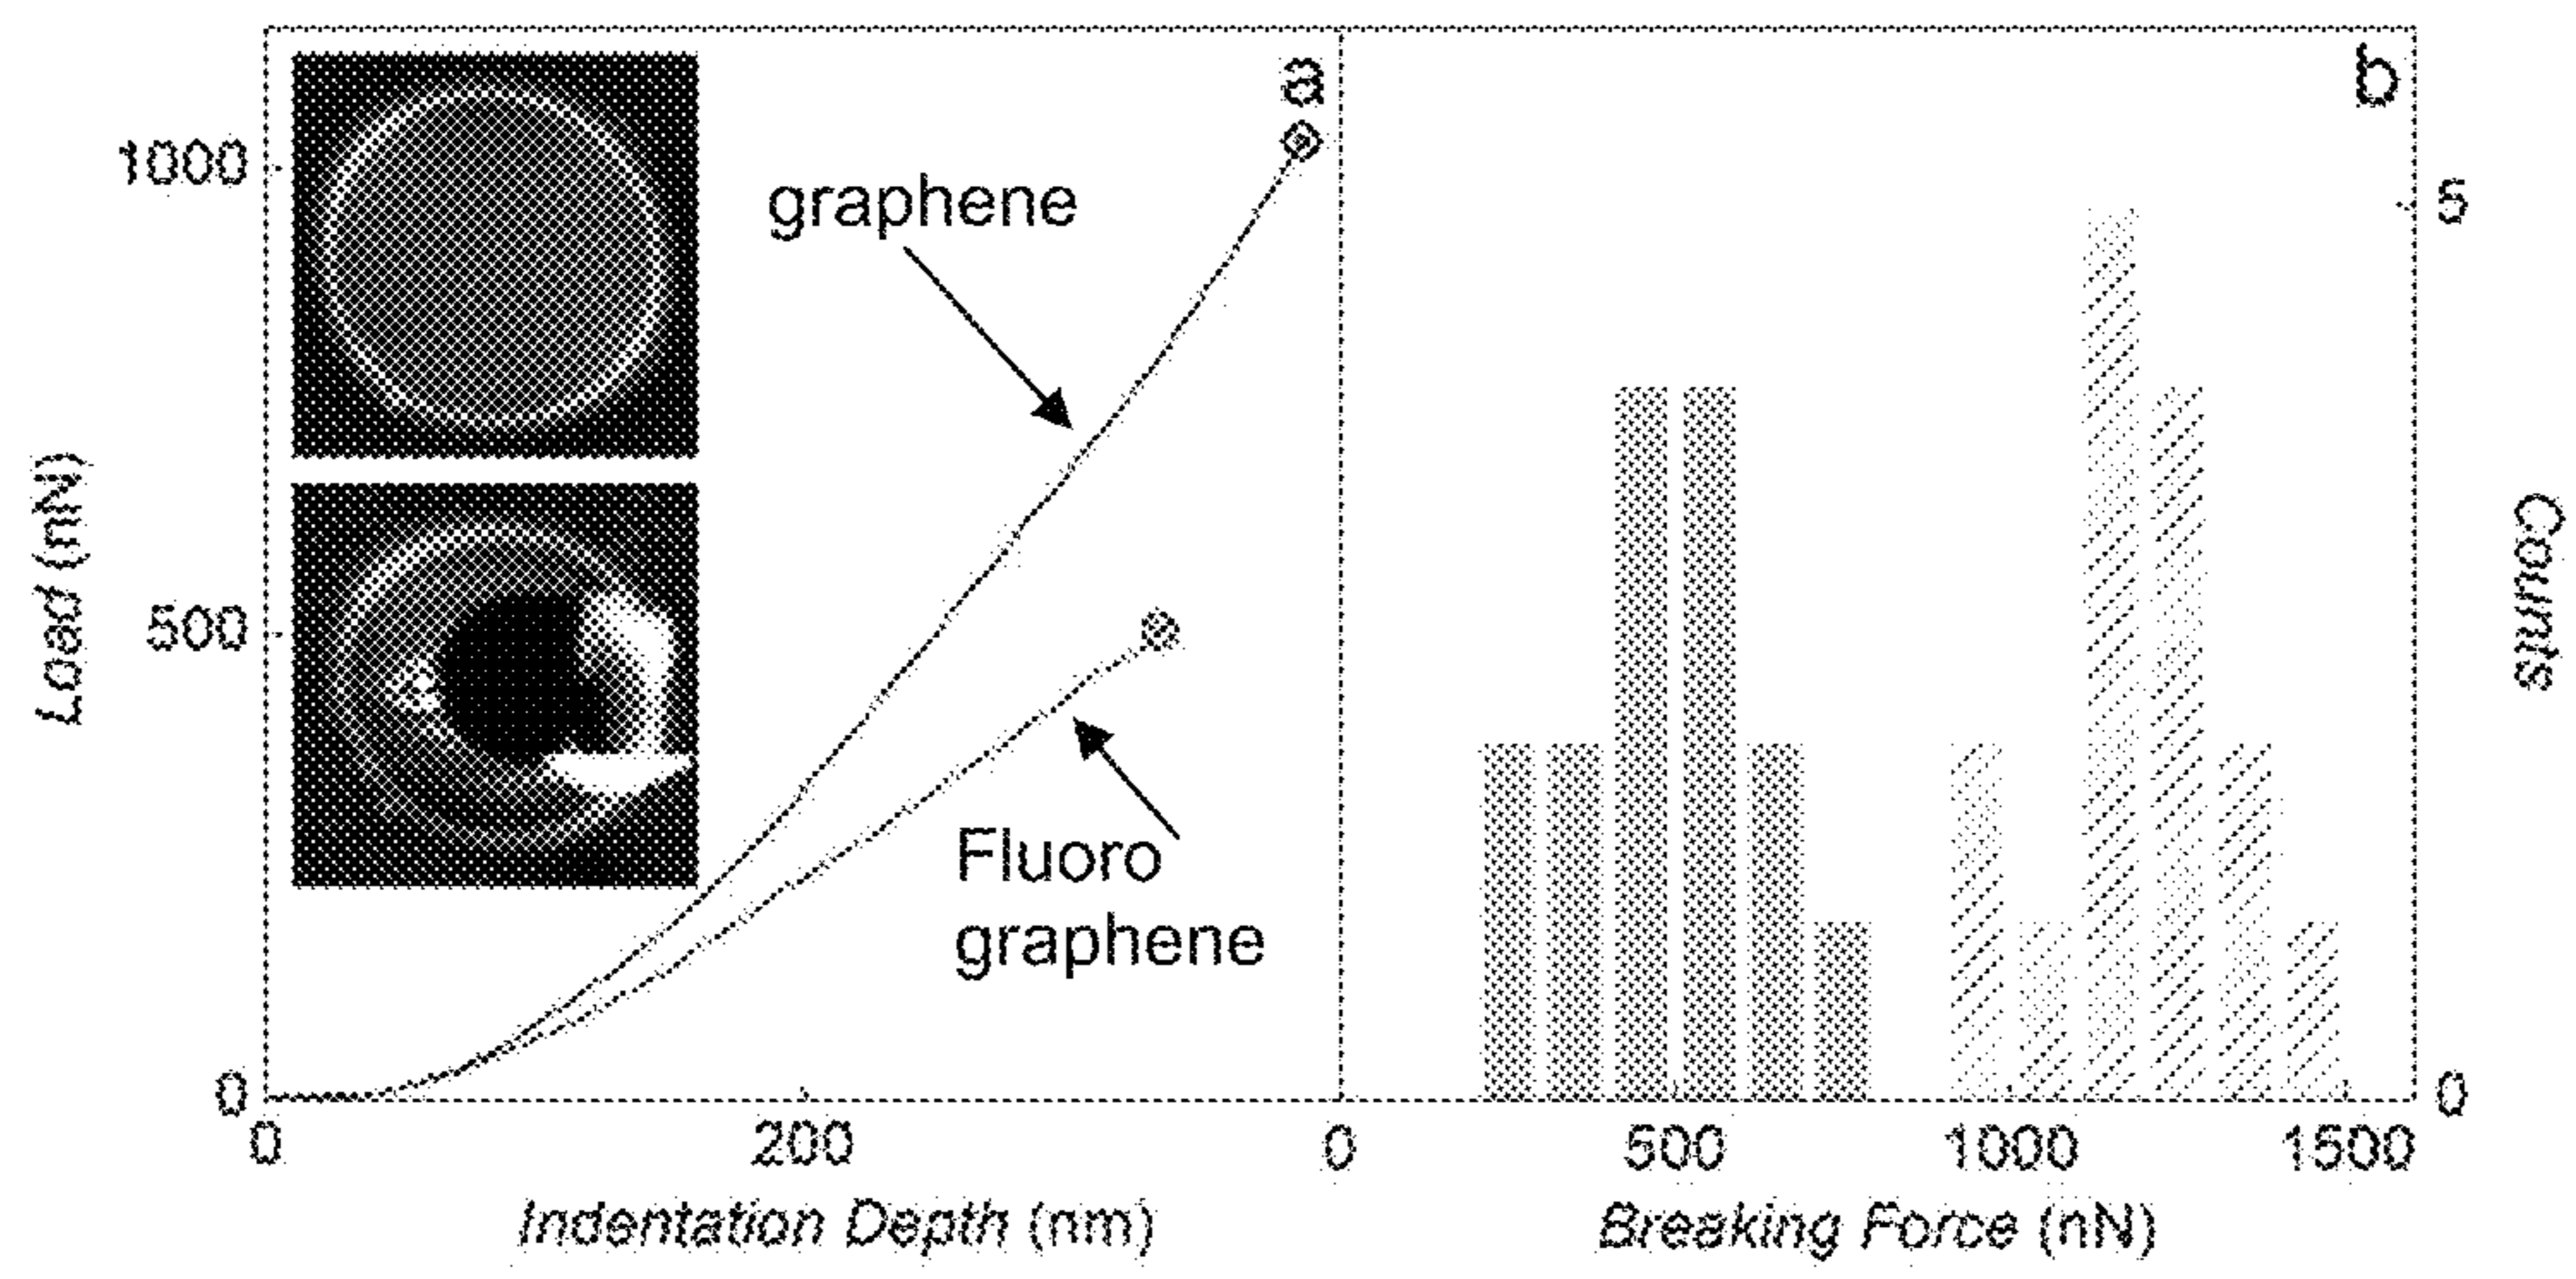 a
b
1000
graphene
5
Load (nN)
500
Counts
Fluoro
graphene
0
0
0
200
0
500
1000
1500
Indentation Depth (nm)
Breaking Force (nN)